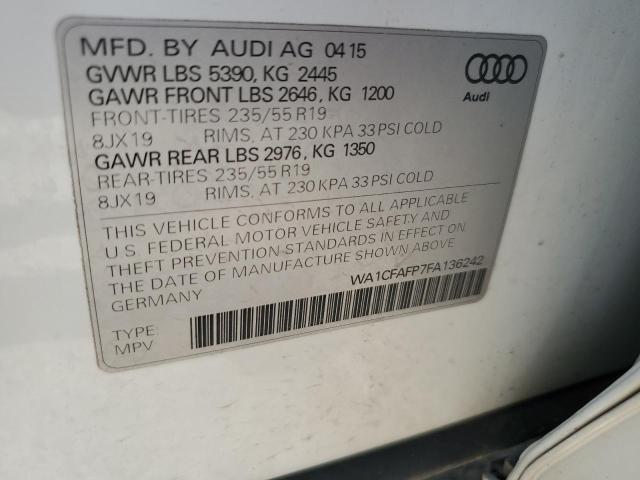 MFD. BY AUDI AG 04 15
GVWR LBS 5390, KG 2445
GAWR FRONT LBS 2646, KG 1200
FRONT-TIRES 235/55 R19
8JX19 RIMS, AT 230 KPA 33 PSI COLD
GAWR REAR LBS 2976, KG 1350
REAR-TIRES 235/55 R19
8JX19 RIMS, AT 230 KPA 33 PSI COLD
Audi
THIS VEHICLE CONFORMS TO ALL APPLICABLE
U.S. FEDERAL MOTOR VEHICLE SAFETY AND
THEFT PREVENTION STANDARDS IN EFFECT ON
THE DATE OF MANUFACTURE SHOWN ABOVE
GERMANY
WA1CFAFP7FA136242
TYPE:
MPV